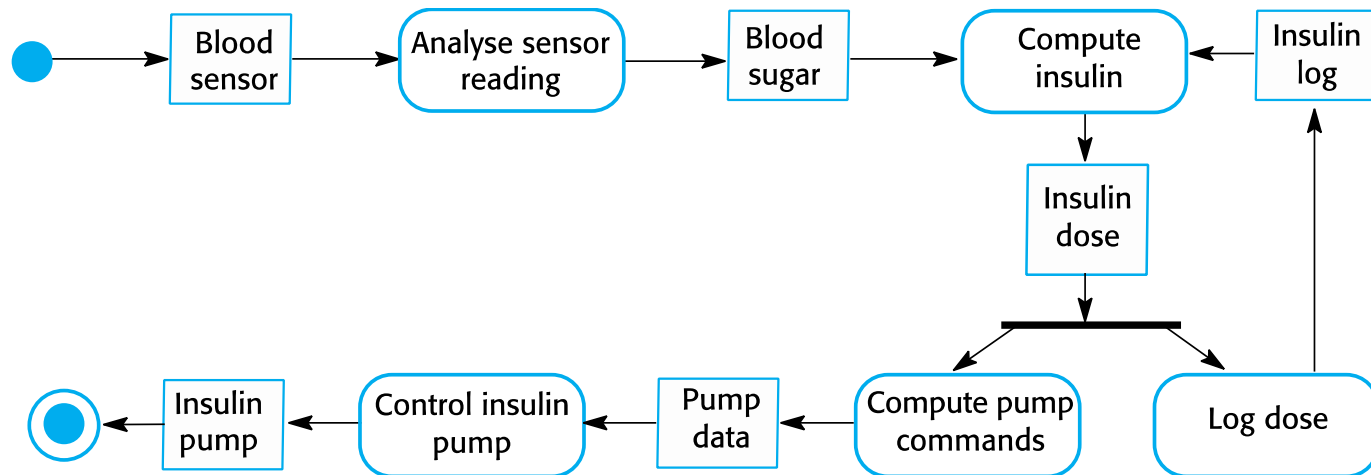 Blood
sensor
Analyse sensor
reading
Blood
sugar
Compute
insulin
Insulin
log
Insulin
dose
Insulin
pump
Control insulin
pump
Pump
data
Compute pump
commands
Log dose